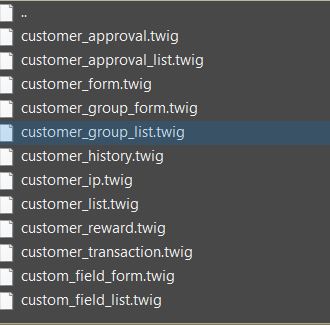 ..
customer_approval.twig
customer_approval_list.twig
customer_form.twig
customer_group_form.twig
customer_group_list.twig
customer_history.twig
customer_ip.twig
customer_list.twig
customer_reward.twig
customer_transaction.twig
custom_field_form.twig
custom_field_list.twig